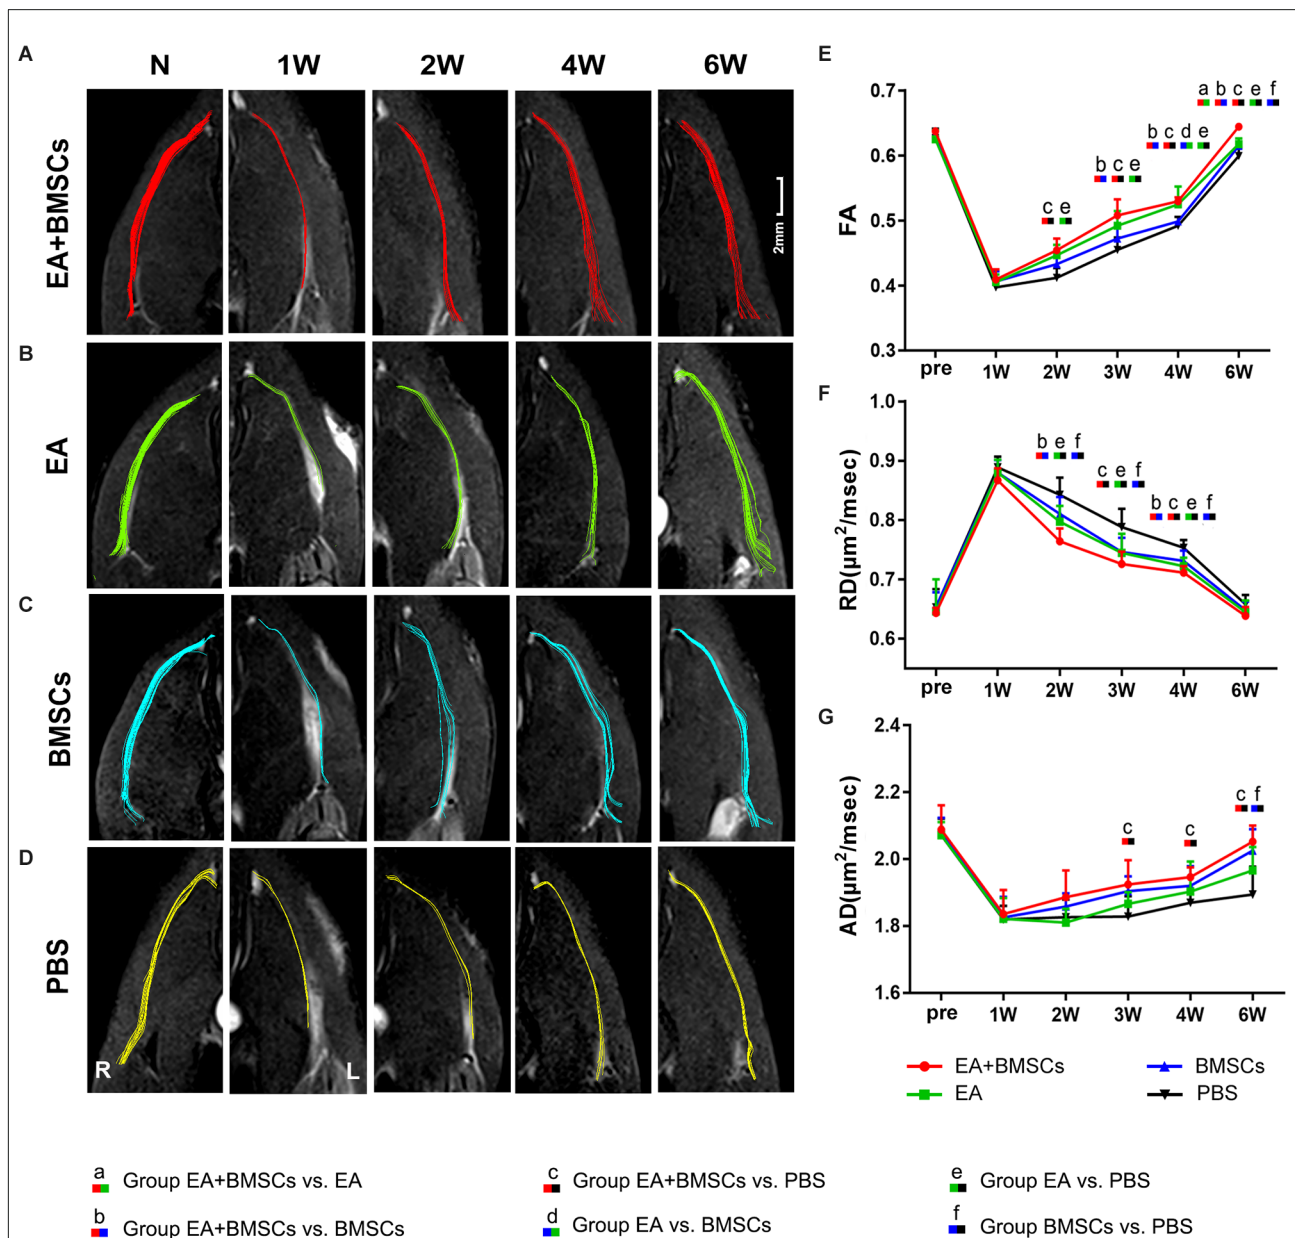 A
N 1W 2W 4W 6W
EA+BMSCs
2mm
B
EA
C
BMSCs
D
PBS
R
L
E
FA
0.7
0.6
0.5
0.4
0.3
c e
b c e
b c d e
a b c e f
pre 1W 2W 3W 4W 6W
F
RD(µm²/msec)
1.0
0.9
0.8
0.7
0.6
b e f
c e f
b c e f
pre 1W 2W 3W 4W 6W
G
AD(µm²/msec)
2.4
2.2
2.0
1.8
1.6
c
c
c f
pre 1W 2W 3W 4W 6W
EA+BMSCs BMSCs
EA PBS
a Group EA+BMSCs vs. EA
b Group EA+BMSCs vs. BMSCs
c Group EA+BMSCs vs. PBS
d Group EA vs. BMSCs
e Group EA vs. PBS
f Group BMSCs vs. PBS